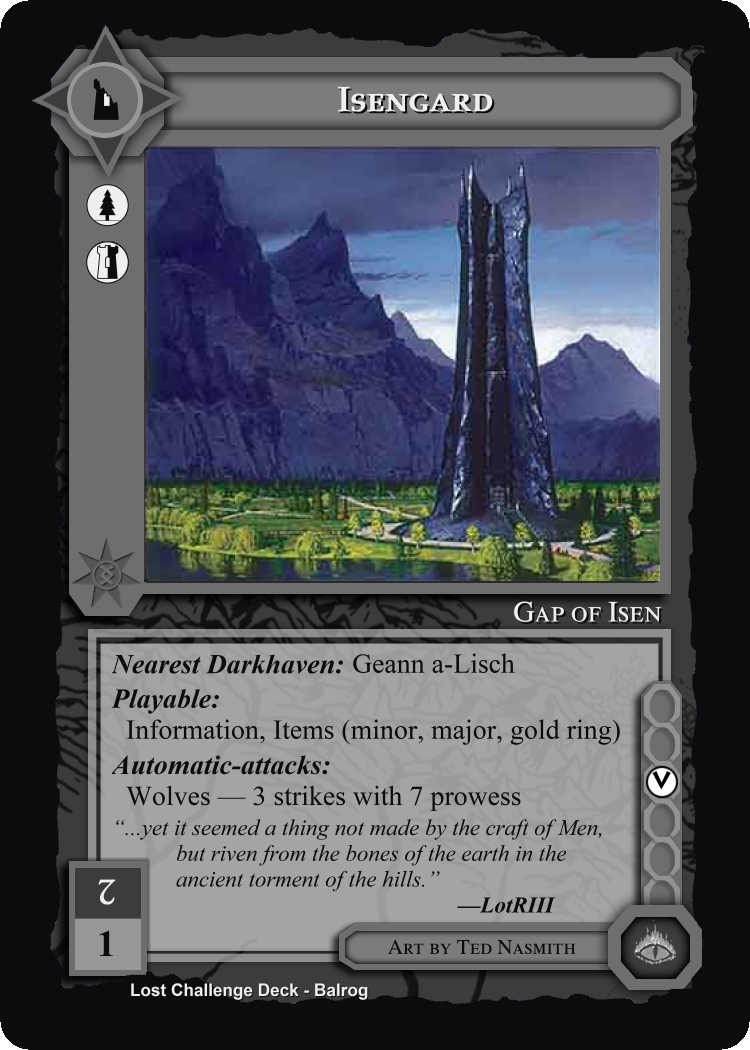 Isengard
Gap of Isen
Nearest Darkhaven: Geann a-Lisch
Playable:
Information, Items (minor, major, gold ring)
Automatic-attacks:
Wolves — 3 strikes with 7 prowess
“...yet it seemed a thing not made by the craft of Men,
but riven from the bones of the earth in the
ancient torment of the hills.”
—LotRIII
2
1
Art by Ted Nasmith
Lost Challenge Deck - Balrog